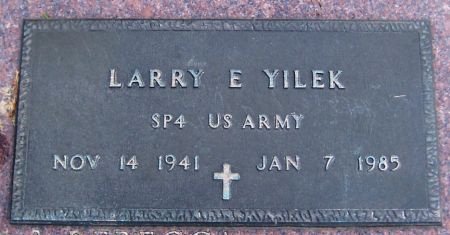 LARRY E YILEK
SP4 US ARMY
NOV 14 1941 JAN 7 1985